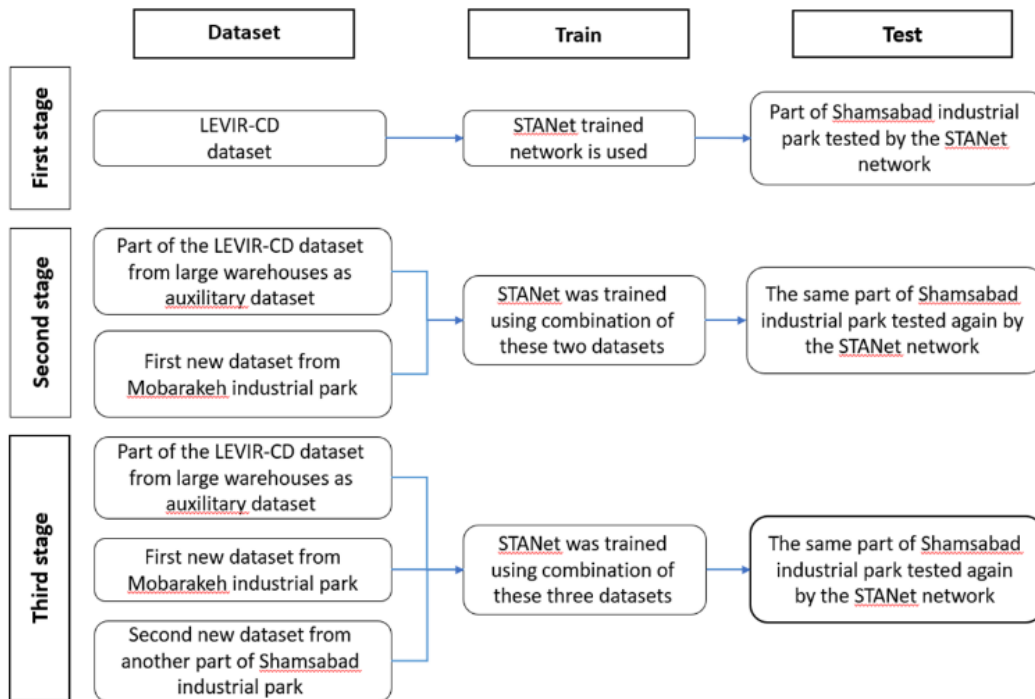 Dataset
Train
Test
First stage
LEVIR-CD
dataset
STANet trained
network is used
Part of Shamsabad industrial
park tested by the STANet
network
Second stage
Part of the LEVIR-CD dataset
from large warehouses as
auxilitary dataset
First new dataset from
Mobarakeh industrial park
STANet was trained
using combination of
these two datasets
The same part of Shamsabad
industrial park tested again by
the STANet network
Third stage
Part of the LEVIR-CD dataset
from large warehouses as
auxilitary dataset
First new dataset from
Mobarakeh industrial park
Second new dataset from
another part of Shamsabad
industrial park
STANet was trained
using combination of
these three datasets
The same part of Shamsabad
industrial park tested again
by the STANet network